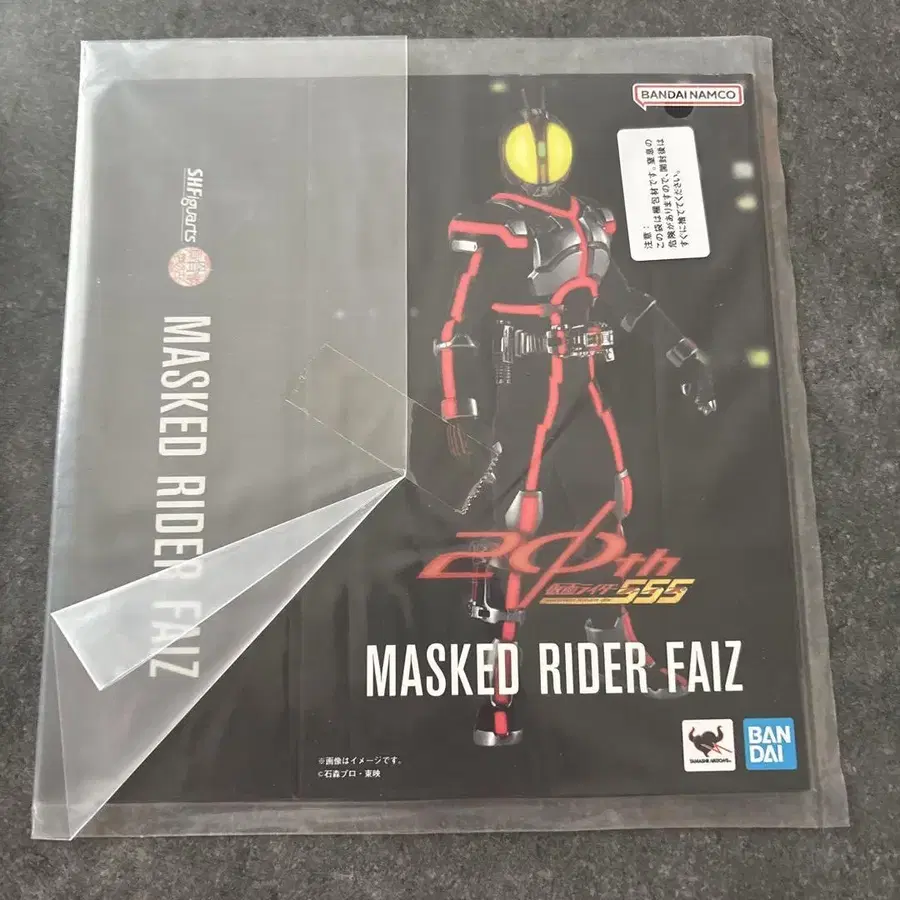 BANDAI NAMCO
注意：
この袋は梱包材です。窒息の
危険がありますので、開封後は
すぐに捨ててください。
SHFiguarts
MASKED RIDER FAIZ
20th
仮面ライダー555
MASKED RIDER FAIZ
※画像はイメージです。
©石森プロ・東映
TAMASHII NATIONS
BAN
DAI